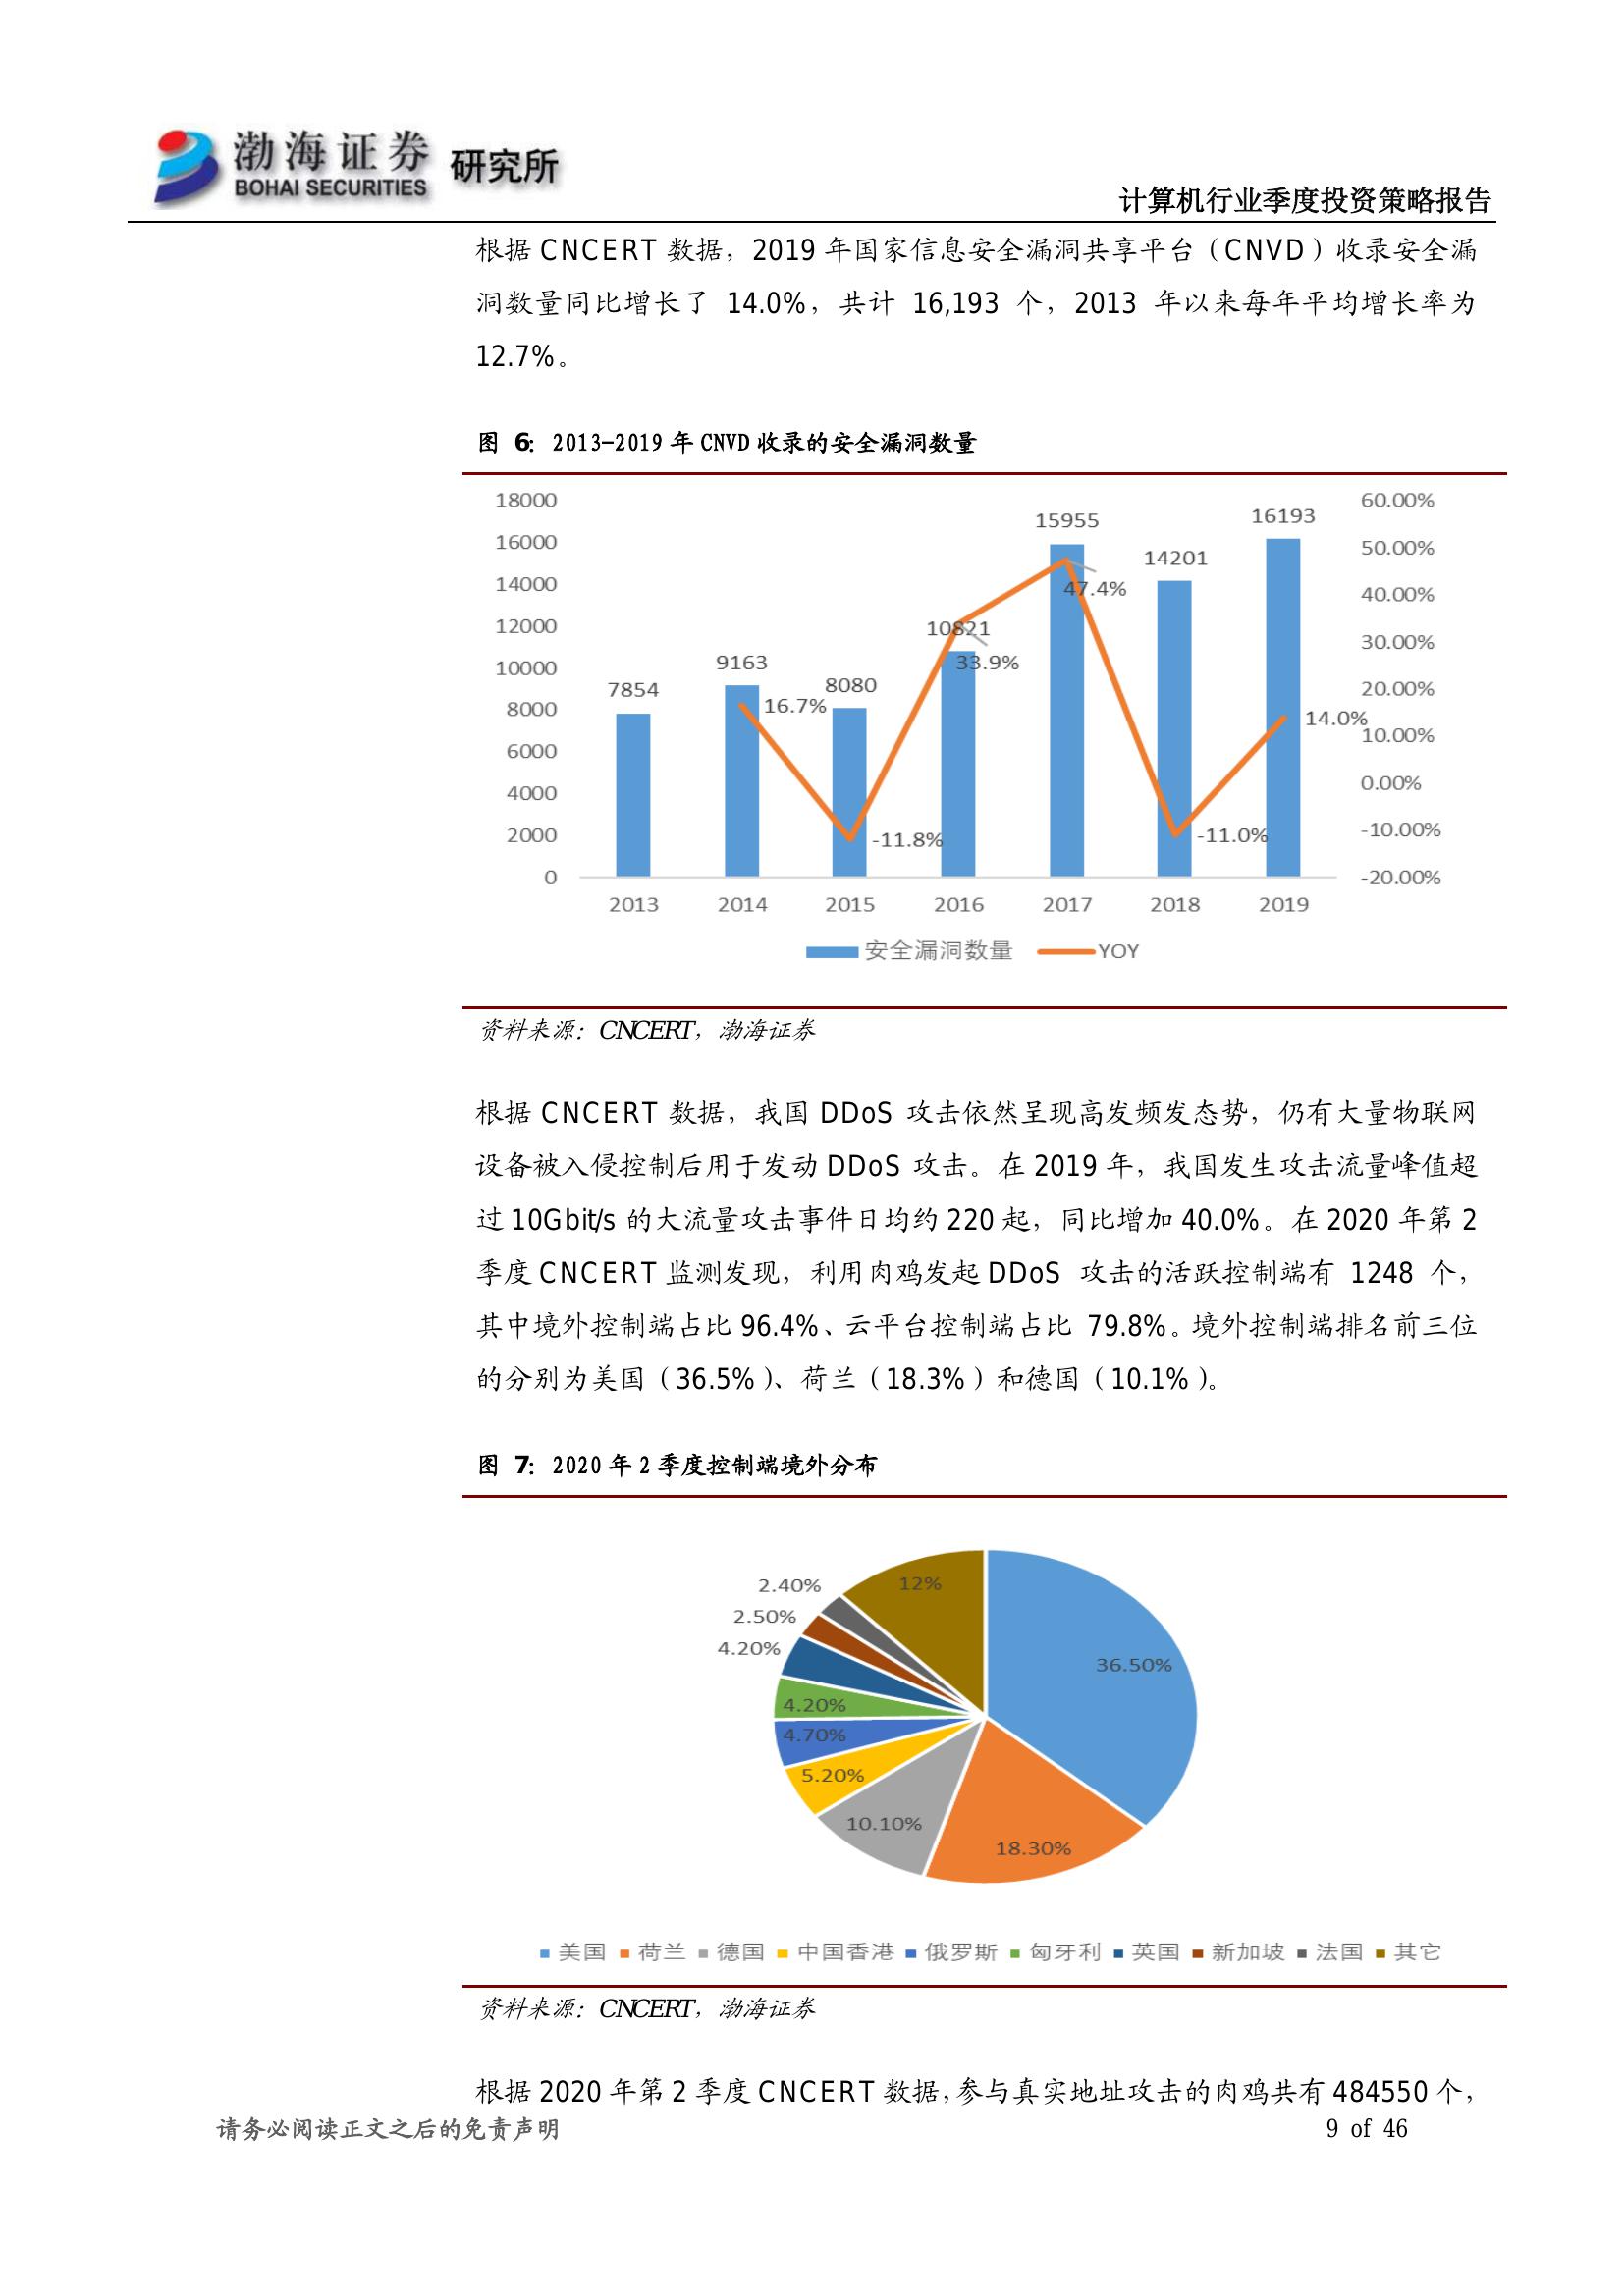 渤海证券 研究所
BOHAI SECURITIES
计算机行业季度投资策略报告
根据 CNCERT 数据，2019 年国家信息安全漏洞共享平台（CNVD）收录安全漏
洞数量同比增长了 14.0%，共计 16,193 个，2013 年以来每年平均增长率为
12.7%。
图 6：2013-2019 年 CNVD 收录的安全漏洞数量
18000
16000
14000
12000
10000
8000
6000
4000
2000
0
60.00%
50.00%
40.00%
30.00%
20.00%
10.00%
0.00%
-10.00%
-20.00%
7854
9163
8080
10821
15955
14201
16193
16.7%
-11.8%
33.9%
47.4%
-11.0%
14.0%
2013 2014 2015 2016 2017 2018 2019
安全漏洞数量 YOY
资料来源：CNCERT，渤海证券
根据 CNCERT 数据，我国 DDoS 攻击依然呈现高发频发态势，仍有大量物联网
设备被入侵控制后用于发动 DDoS 攻击。在 2019 年，我国发生攻击流量峰值超
过 10Gbit/s 的大流量攻击事件日均约 220 起，同比增加 40.0%。在 2020 年第 2
季度 CNCERT 监测发现，利用肉鸡发起 DDoS 攻击的活跃控制端有 1248 个，
其中境外控制端占比 96.4%、云平台控制端占比 79.8%。境外控制端排名前三位
的分别为美国（36.5%）、荷兰（18.3%）和德国（10.1%）。
图 7：2020 年 2 季度控制端境外分布
36.50%
18.30%
10.10%
5.20%
4.70%
4.20%
4.20%
2.50%
2.40%
12%
美国 荷兰 德国 中国香港 俄罗斯 匈牙利 英国 新加坡 法国 其它
资料来源：CNCERT，渤海证券
根据 2020 年第 2 季度 CNCERT 数据，参与真实地址攻击的肉鸡共有 484550 个，
请务必阅读正文之后的免责声明
9 of 46